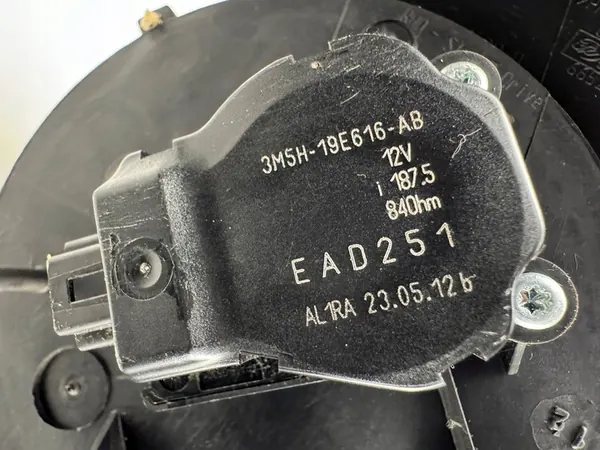 3M5H-19E616-AB
12V
i 187.5
84Ohm
EAD251
AL1RA 23.05.12